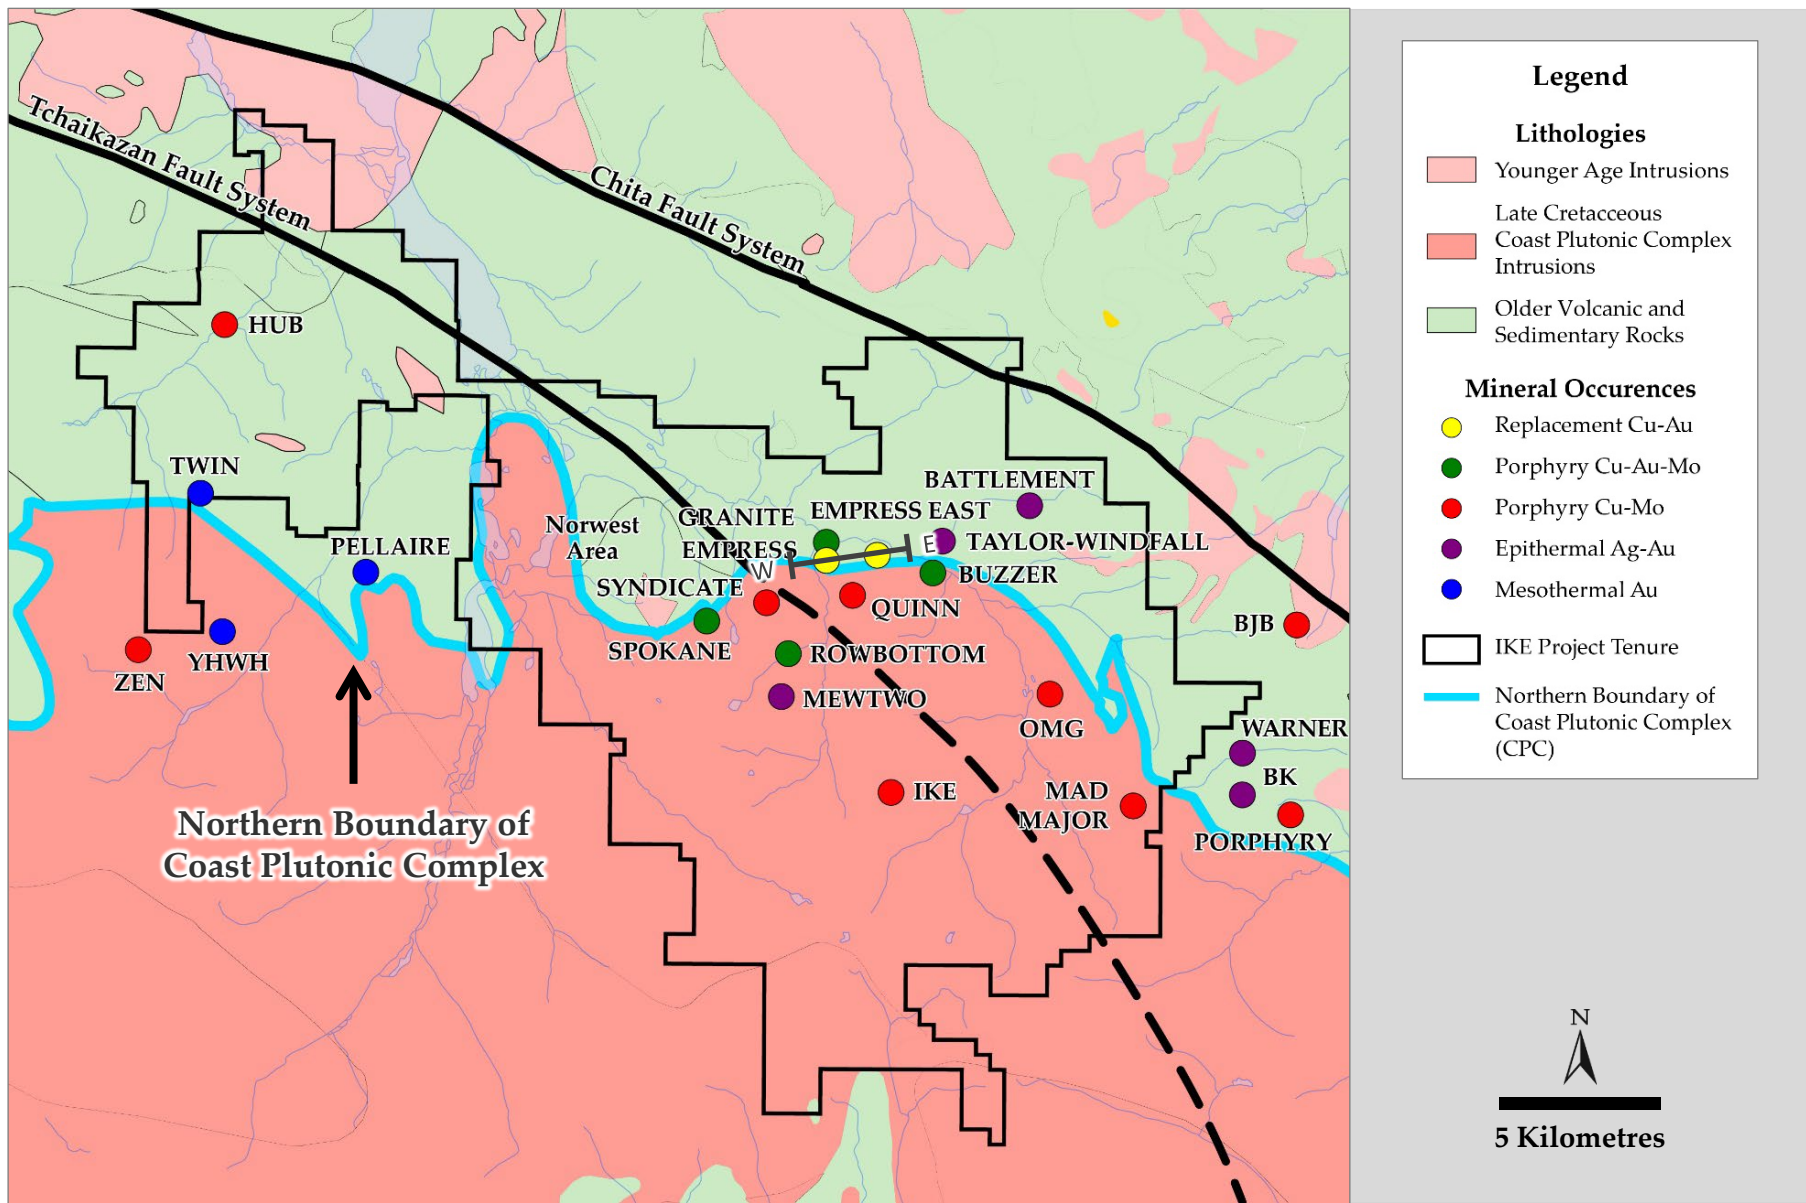 Tchaikazan Fault System
Chita Fault System
HUB
TWIN
PELLAIRE
YHWH
ZEN
Norwest
Area
GRANITE
EMPRESS
SYNDICATE
SPOKANE
W
E
BATTLEMENT
EMPRESS EAST
TAYLOR-WINDFALL
BUZZER
QUINN
ROWBOTTOM
MEWTWO
OMG
IKE
MAD
MAJOR
BJB
WARNER
BK
PORPHYRY
Northern Boundary of
Coast Plutonic Complex
Legend
Lithologies
Younger Age Intrusions
Late Cretacceous
Coast Plutonic Complex
Intrusions
Older Volcanic and
Sedimentary Rocks
Mineral Occurences
Replacement Cu-Au
Porphyry Cu-Au-Mo
Porphyry Cu-Mo
Epithermal Ag-Au
Mesothermal Au
IKE Project Tenure
Northern Boundary of
Coast Plutonic Complex
(CPC)
N
5 Kilometres